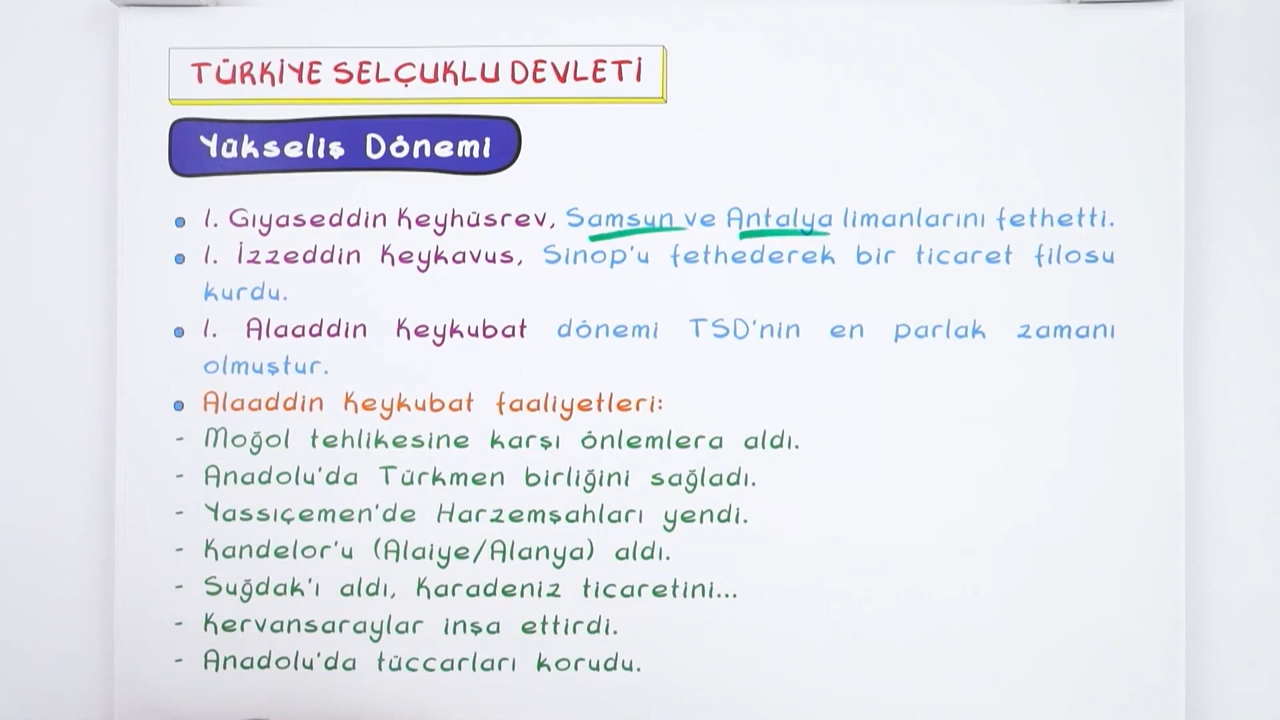 TÜRKİYE SELÇUKLU DEVLETİ
Yükseliş Dönemi
I. Gıyaseddin Keyhüsrev, Samsun ve Antalya limanlarını fethetti.
I. İzzeddin Keykavus, Sinop'u fethederek bir ticaret filosu
kurdu.
I. Alaaddin Keykubat dönemi TSD'nin en parlak zamanı
olmuştur.
Alaaddin Keykubat faaliyetleri:
- Moğol tehlikesine karşı önlemlera aldı.
- Anadolu'da Türkmen birliğini sağladı.
- Yassıçemen'de Harzemşahları yendi.
- Kandelor'u (Alaiye/Alanya) aldı.
- Suğdak'ı aldı, Karadeniz ticaretini...
- Kervansaraylar inşa ettirdi.
- Anadolu'da tüccarları korudu.